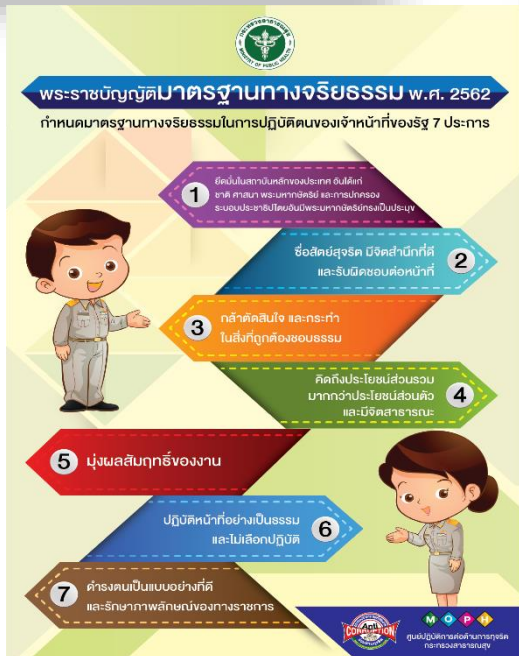 กระทรวงสาธารณสุข
MINISTRY OF PUBLIC HEALTH
พระราชบัญญัติมาตรฐานทางจริยธรรม พ.ศ. 2562
กำหนดมาตรฐานทางจริยธรรมในการปฏิบัติตนของเจ้าหน้าที่ของรัฐ 7 ประการ
1
ยึดมั่นในสถาบันหลักของประเทศ อันได้แก่
ชาติ ศาสนา พระมหากษัตริย์ และการปกครอง
ระบอบประชาธิปไตยอันมีพระมหากษัตริย์ทรงเป็นประมุข
ซื่อสัตย์สุจริต มีจิตสำนึกที่ดี
และรับผิดชอบต่อหน้าที่
2
3
กล้าตัดสินใจ และกระทำ
ในสิ่งที่ถูกต้องชอบธรรม
คิดถึงประโยชน์ส่วนรวม
มากกว่าประโยชน์ส่วนตัว
และมีจิตสาธารณะ
4
5 มุ่งผลสัมฤทธิ์ของงาน
ปฏิบัติหน้าที่อย่างเป็นธรรม
และไม่เลือกปฏิบัติ
6
7
ดำรงตนเป็นแบบอย่างที่ดี
และรักษาภาพลักษณ์ของทางราชการ
Anti
CORRUPTION
MOPH
ศูนย์ปฏิบัติการต่อต้านการทุจริต
กระทรวงสาธารณสุข